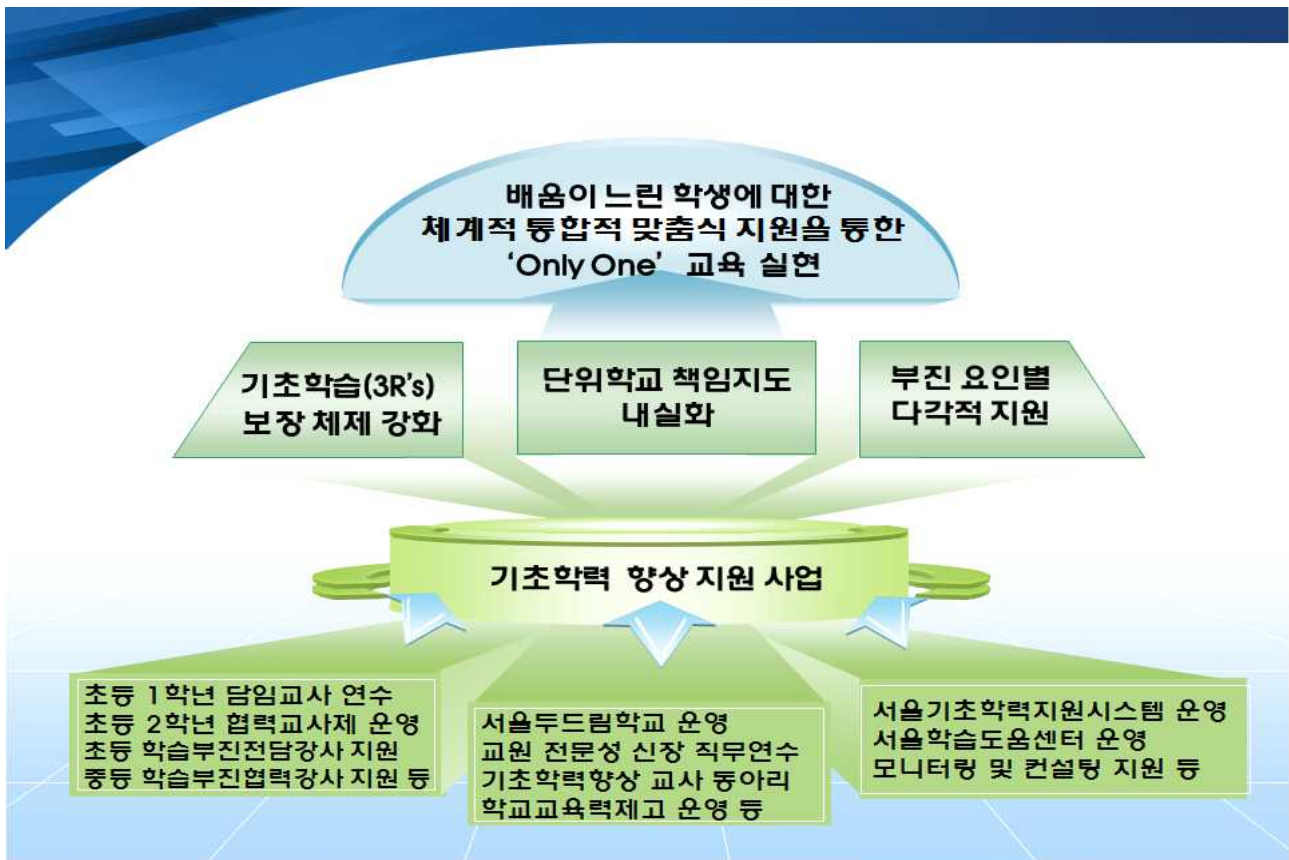 배움이 느린 학생에 대한
체계적 통합적 맞춤식 지원을 통한
‘Only One’ 교육 실현
기초학습(3R's)
보장 체제 강화
단위학교 책임지도
내실화
부진 요인별
다각적 지원
기초학력 향상 지원 사업
초등 1학년 담임교사 연수
초등 2학년 협력교사제 운영
초등 학습부진전담강사 지원
중등 학습부진협력강사 지원 등
서울두드림학교 운영
교원 전문성 신장 직무연수
기초학력향상 교사 동아리
학교교육력제고 운영 등
서울기초학력지원시스템 운영
서울학습도움센터 운영
모니터링 및 컨설팅 지원 등